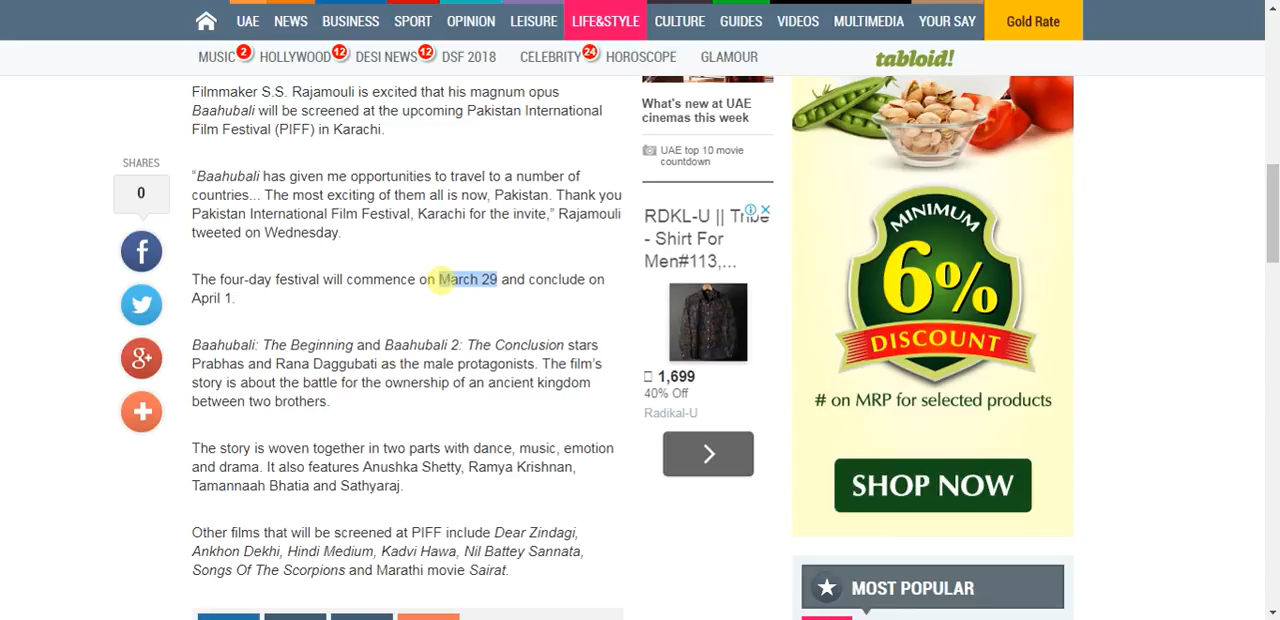 UAE NEWS BUSINESS SPORT OPINION LEISURE LIFE&STYLE CULTURE GUIDES VIDEOS MULTIMEDIA YOUR SAY Gold Rate
MUSIC 2 HOLLYWOOD 12 DESI NEWS 12 DSF 2018 CELEBRITY 24 HOROSCOPE GLAMOUR tabloid!
Filmmaker S.S. Rajamouli is excited that his magnum opus
Baahubali will be screened at the upcoming Pakistan International
Film Festival (PIFF) in Karachi.
SHARES
0
“Baahubali has given me opportunities to travel to a number of
countries... The most exciting of them all is now, Pakistan. Thank you
Pakistan International Film Festival, Karachi for the invite,” Rajamouli
tweeted on Wednesday.
The four-day festival will commence on March 29 and conclude on
April 1.
Baahubali: The Beginning and Baahubali 2: The Conclusion stars
Prabhas and Rana Daggubati as the male protagonists. The film’s
story is about the battle for the ownership of an ancient kingdom
between two brothers.
The story is woven together in two parts with dance, music, emotion
and drama. It also features Anushka Shetty, Ramya Krishnan,
Tamannaah Bhatia and Sathyaraj.
Other films that will be screened at PIFF include Dear Zindagi,
Ankhon Dekhi, Hindi Medium, Kadvi Hawa, Nil Battey Sannata,
Songs Of The Scorpions and Marathi movie Sairat.
What's new at UAE
cinemas this week
UAE top 10 movie
countdown
RDKL-U || Tribe
- Shirt For
Men#113,...
1,699
40% Off
Radikal-U
MINIMUM
6%
DISCOUNT
# on MRP for selected products
SHOP NOW
MOST POPULAR